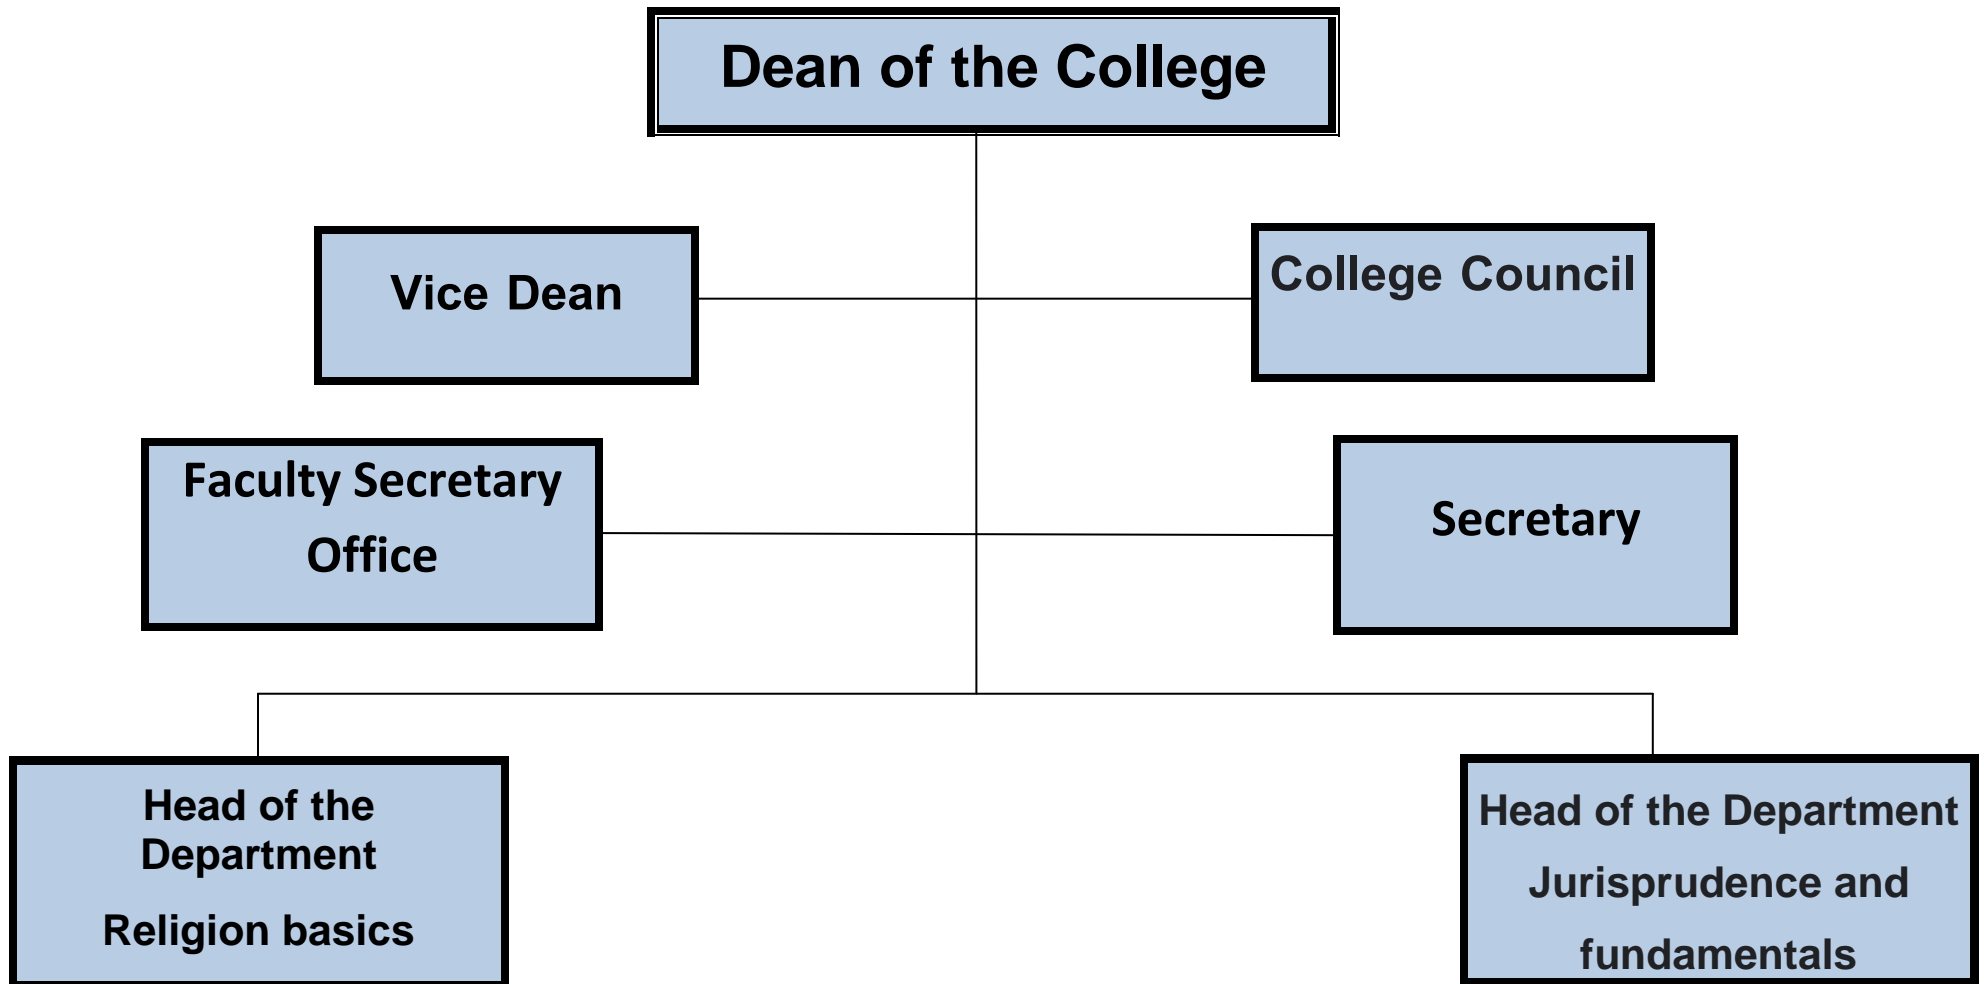 Dean of the College
Vice Dean
College Council
Faculty Secretary
Office
Secretary
Head of the
Department
Religion basics
Head of the Department
Jurisprudence and
fundamentals